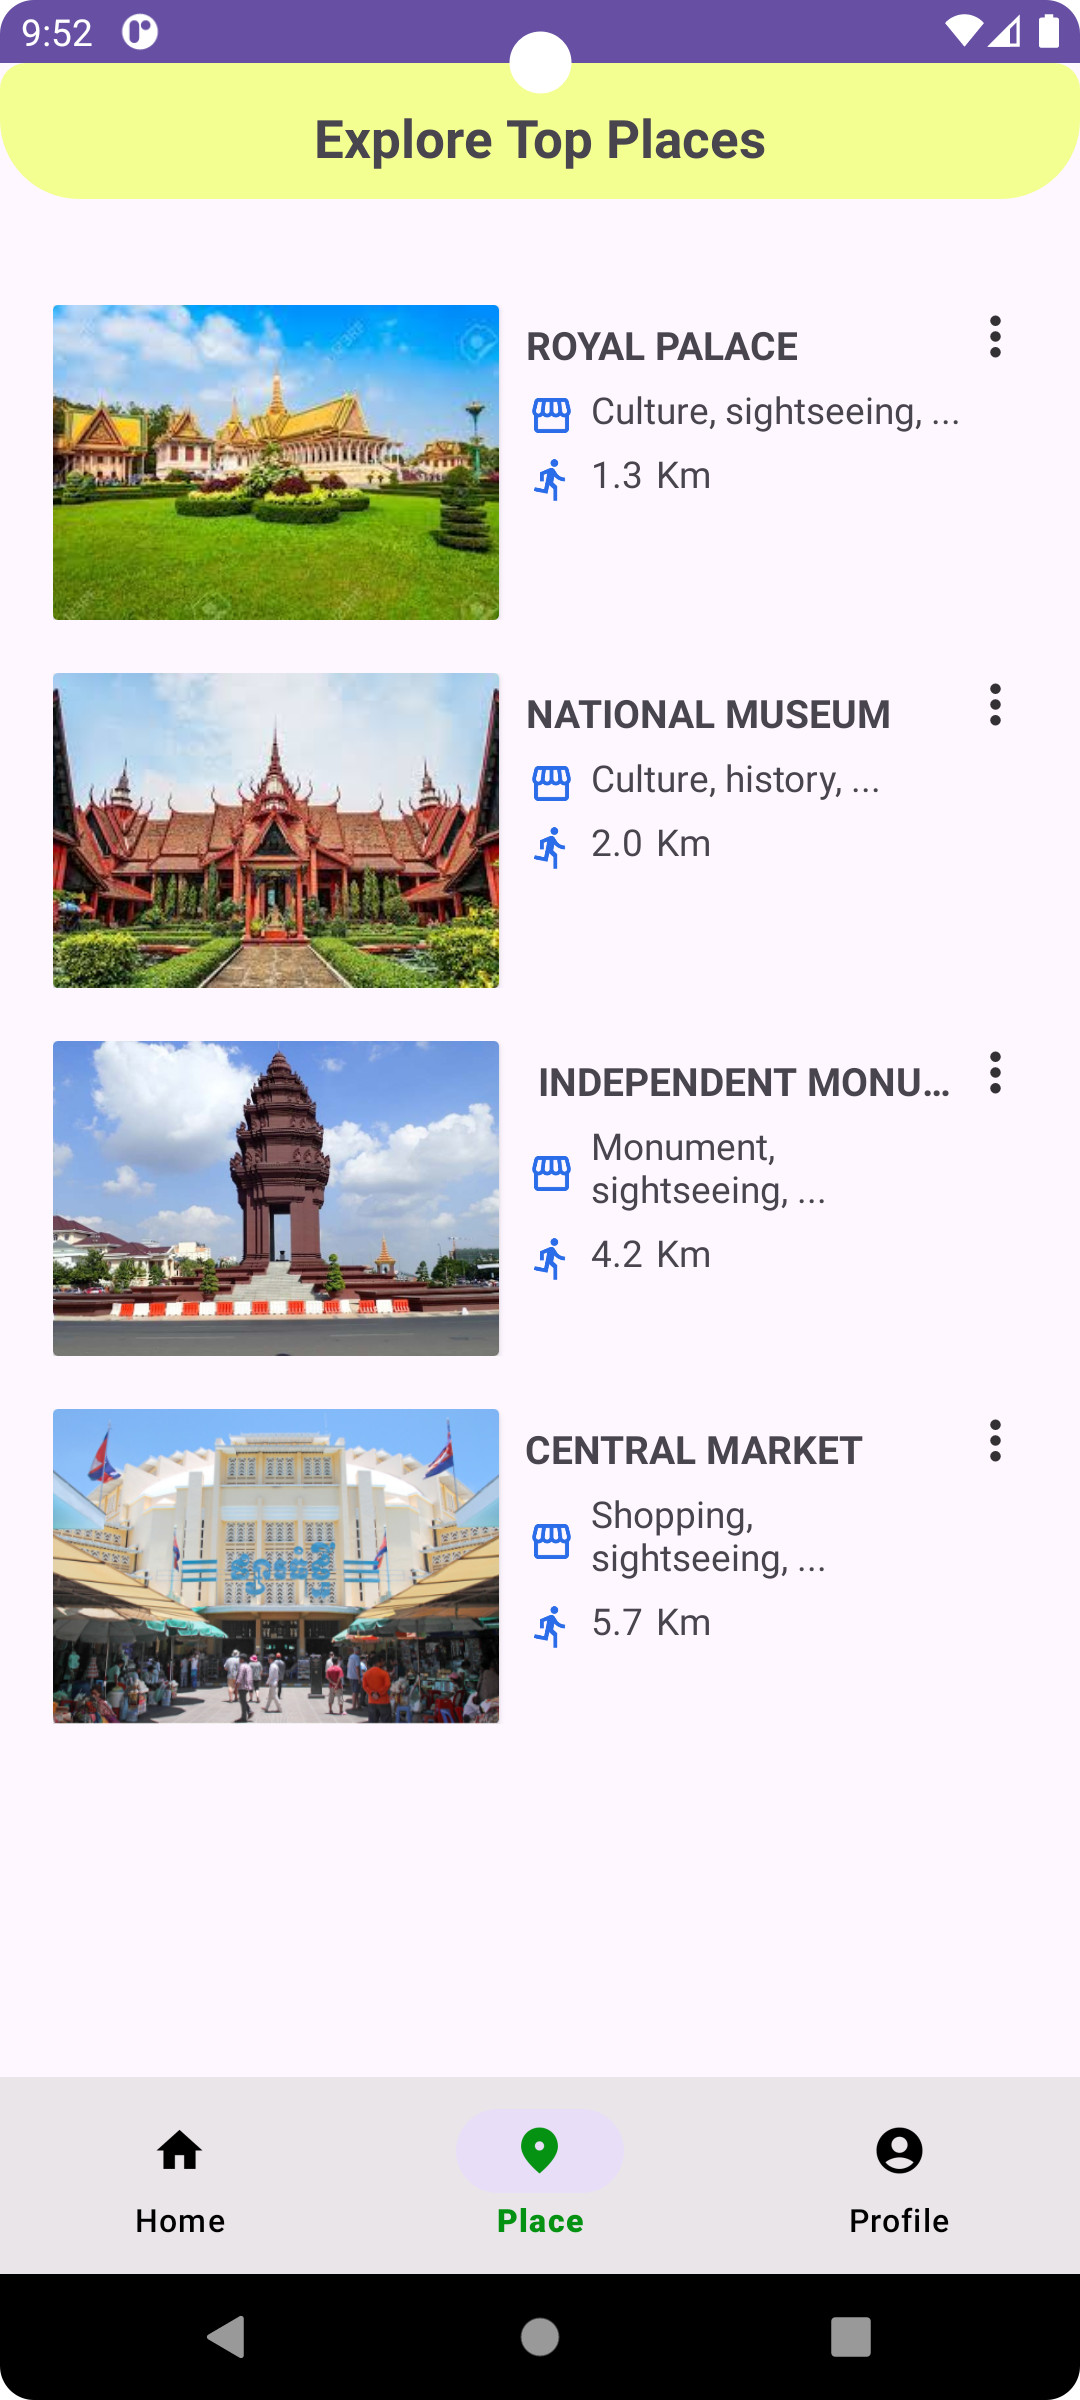 9:52
Explore Top Places
ROYAL PALACE
Culture, sightseeing, ...
1.3 Km
NATIONAL MUSEUM
Culture, history, ...
2.0 Km
INDEPENDENT MONU...
Monument,
sightseeing, ...
4.2 Km
CENTRAL MARKET
Shopping,
sightseeing, ...
5.7 Km
Home
Place
Profile